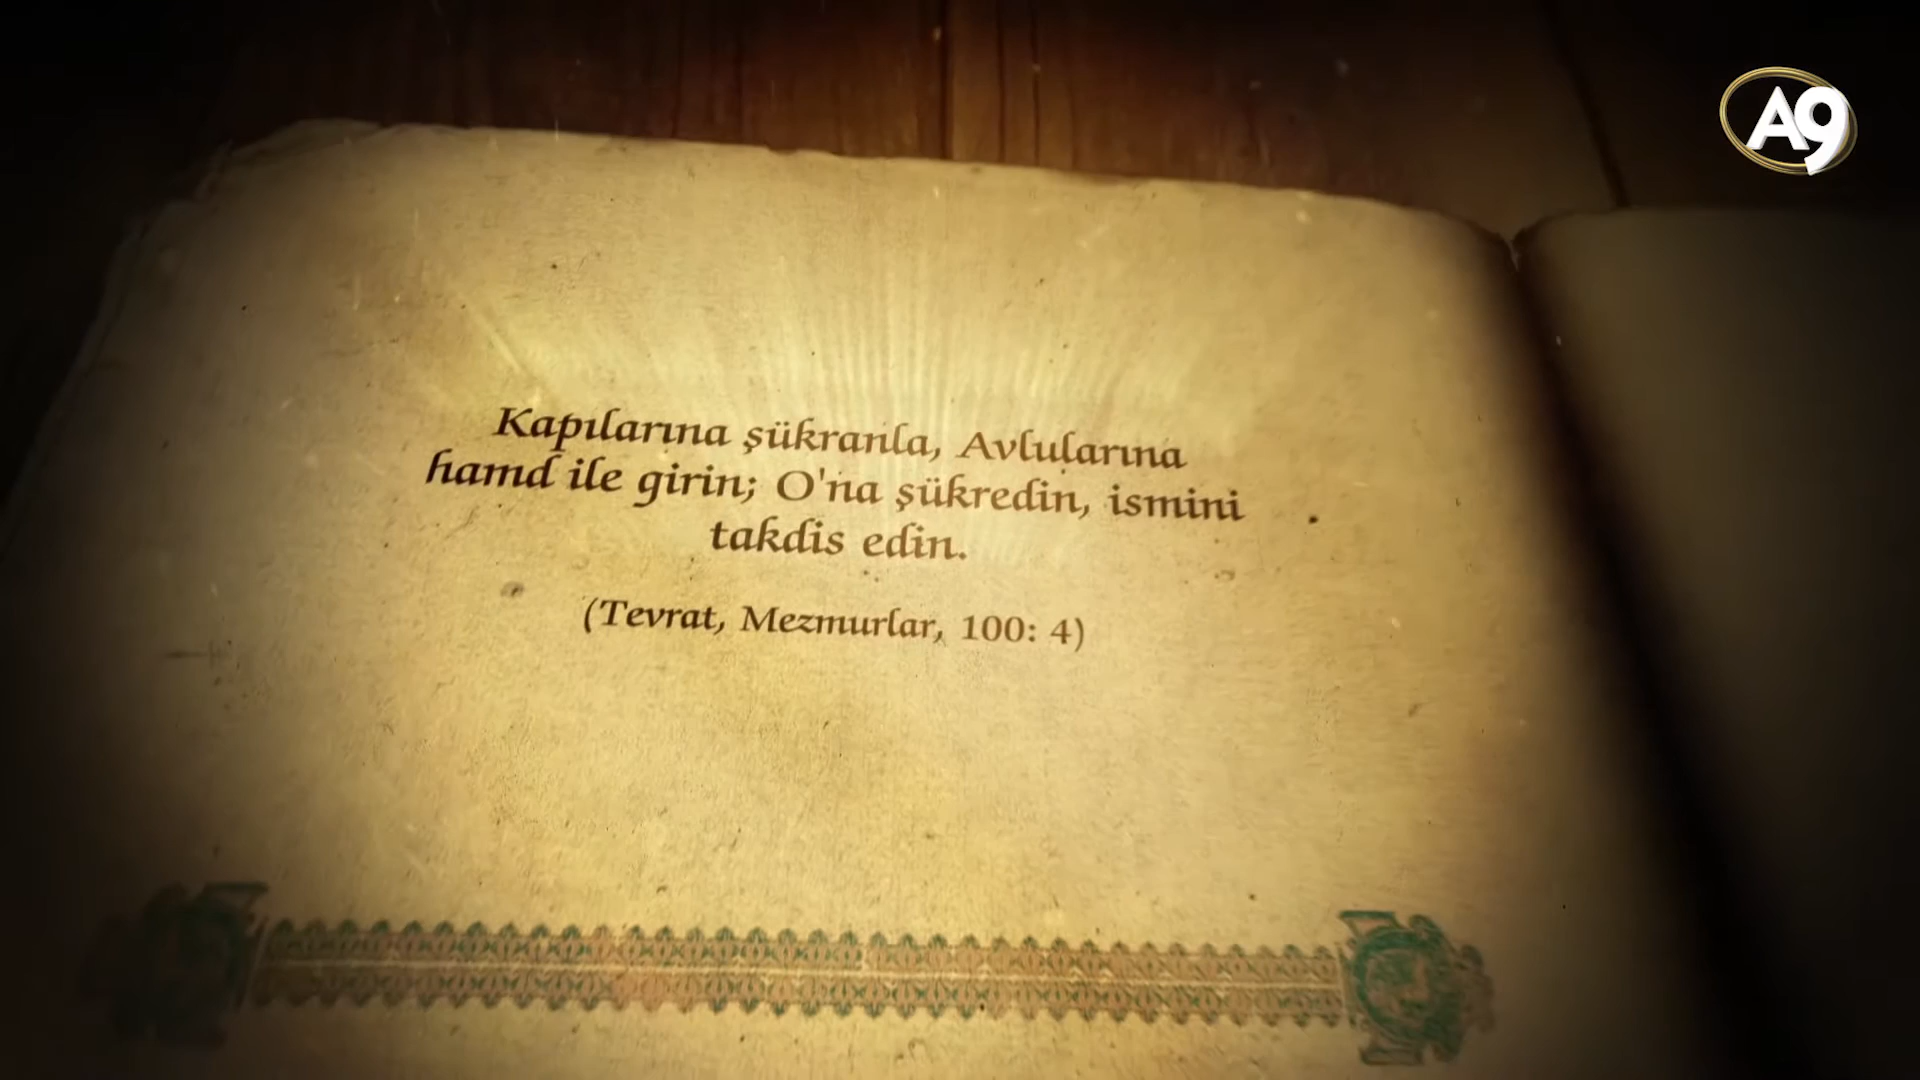 A9
Kapılarına şükranla, Avlularına
hamd ile girin; O'na şükredin, ismini
takdis edin.
(Tevrat, Mezmurlar, 100: 4)